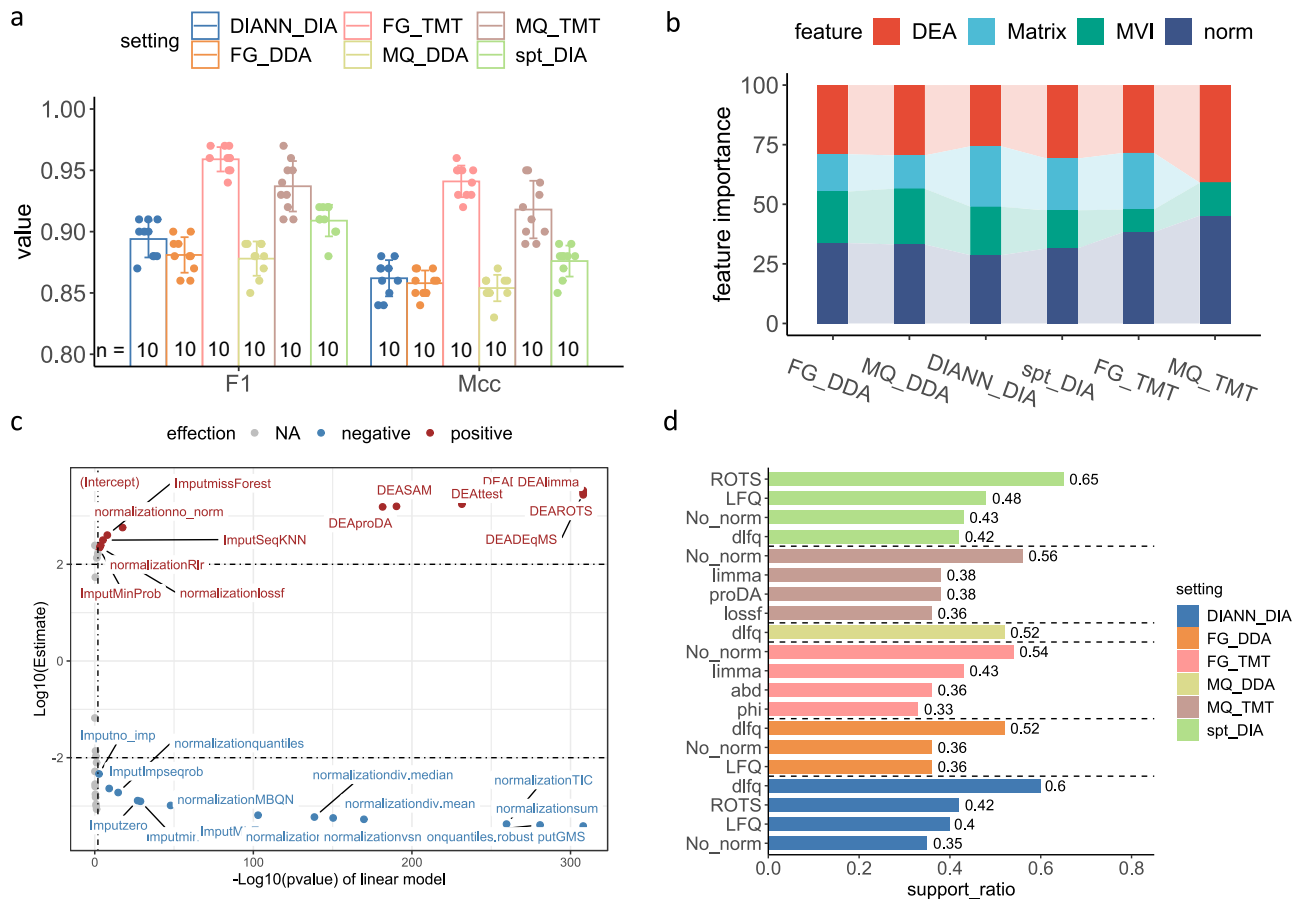 a
setting
DIANN_DIA
FG_TMT
MQ_TMT
FG_DDA
MQ_DDA
spt_DIA
value
1.00
0.95
0.90
0.85
0.80
n =
10 10 10 10 10 10
10 10 10 10 10 10
F1
Mcc
b
feature
DEA
Matrix
MVI
norm
feature importance
100
75
50
25
0
FG_DDA
MQ_DDA
DIANN_DIA
spt_DIA
FG_TMT
MQ_TMT
c
effection
NA
negative
positive
Log10(Estimate)
2
0
-2
(Intercept)
ImputmissForest
normalizationno_norm
ImputSeqKNN
normalizationRlr
ImputMinProb
normalizationlossf
DEASAM
DEAproDA
DEAttest
DEAlimma
DEAROTS
DEADEqMS
Imputno_imp
normalizationquantiles
ImputImpseqrob
normalizationMBQN
Imputzero
normalizationdiv.median
normalizationdiv.mean
normalizationTIC
normalizationsum
normalizationvsn
onquantiles.robust
putGMS
0
100
200
300
-Log10(pvalue) of linear model
d
ROTS 0.65
LFQ 0.48
No_norm 0.43
dlfq 0.42
No_norm 0.56
limma 0.38
proDA 0.38
lossf 0.36
dlfq 0.52
No_norm 0.54
limma 0.43
abd 0.36
phi 0.33
dlfq 0.52
No_norm 0.36
LFQ 0.36
dlfq 0.6
ROTS 0.42
LFQ 0.4
No_norm 0.35
0.0 0.2 0.4 0.6 0.8
support_ratio
setting
DIANN_DIA
FG_DDA
FG_TMT
MQ_DDA
MQ_TMT
spt_DIA